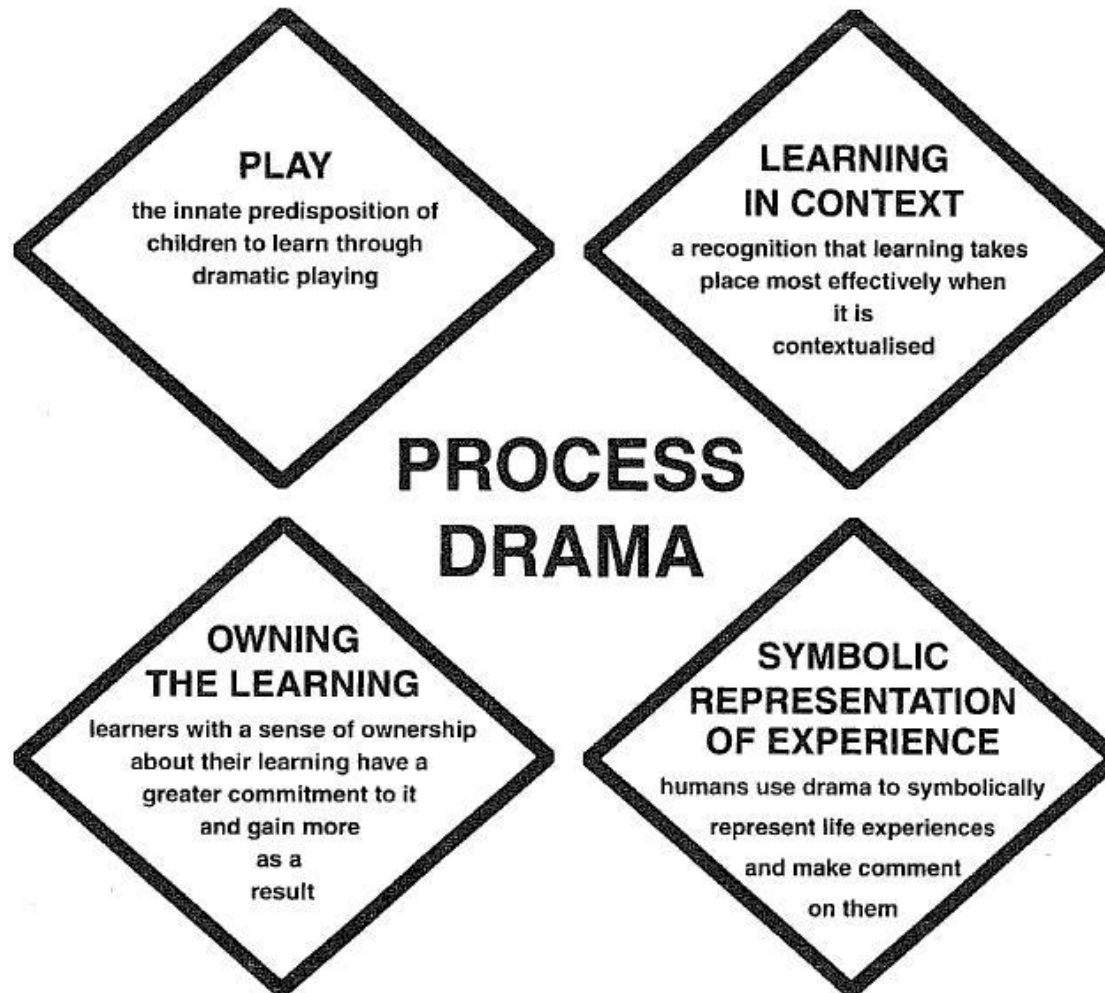 PLAY
the innate predisposition of
children to learn through
dramatic playing
LEARNING
IN CONTEXT
a recognition that learning takes
place most effectively when
it is
contextualised
PROCESS
DRAMA
OWNING
THE LEARNING
learners with a sense of ownership
about their learning have a
greater commitment to it
and gain more
as a
result
SYMBOLIC
REPRESENTATION
OF EXPERIENCE
humans use drama to symbolically
represent life experiences
and make comment
on them